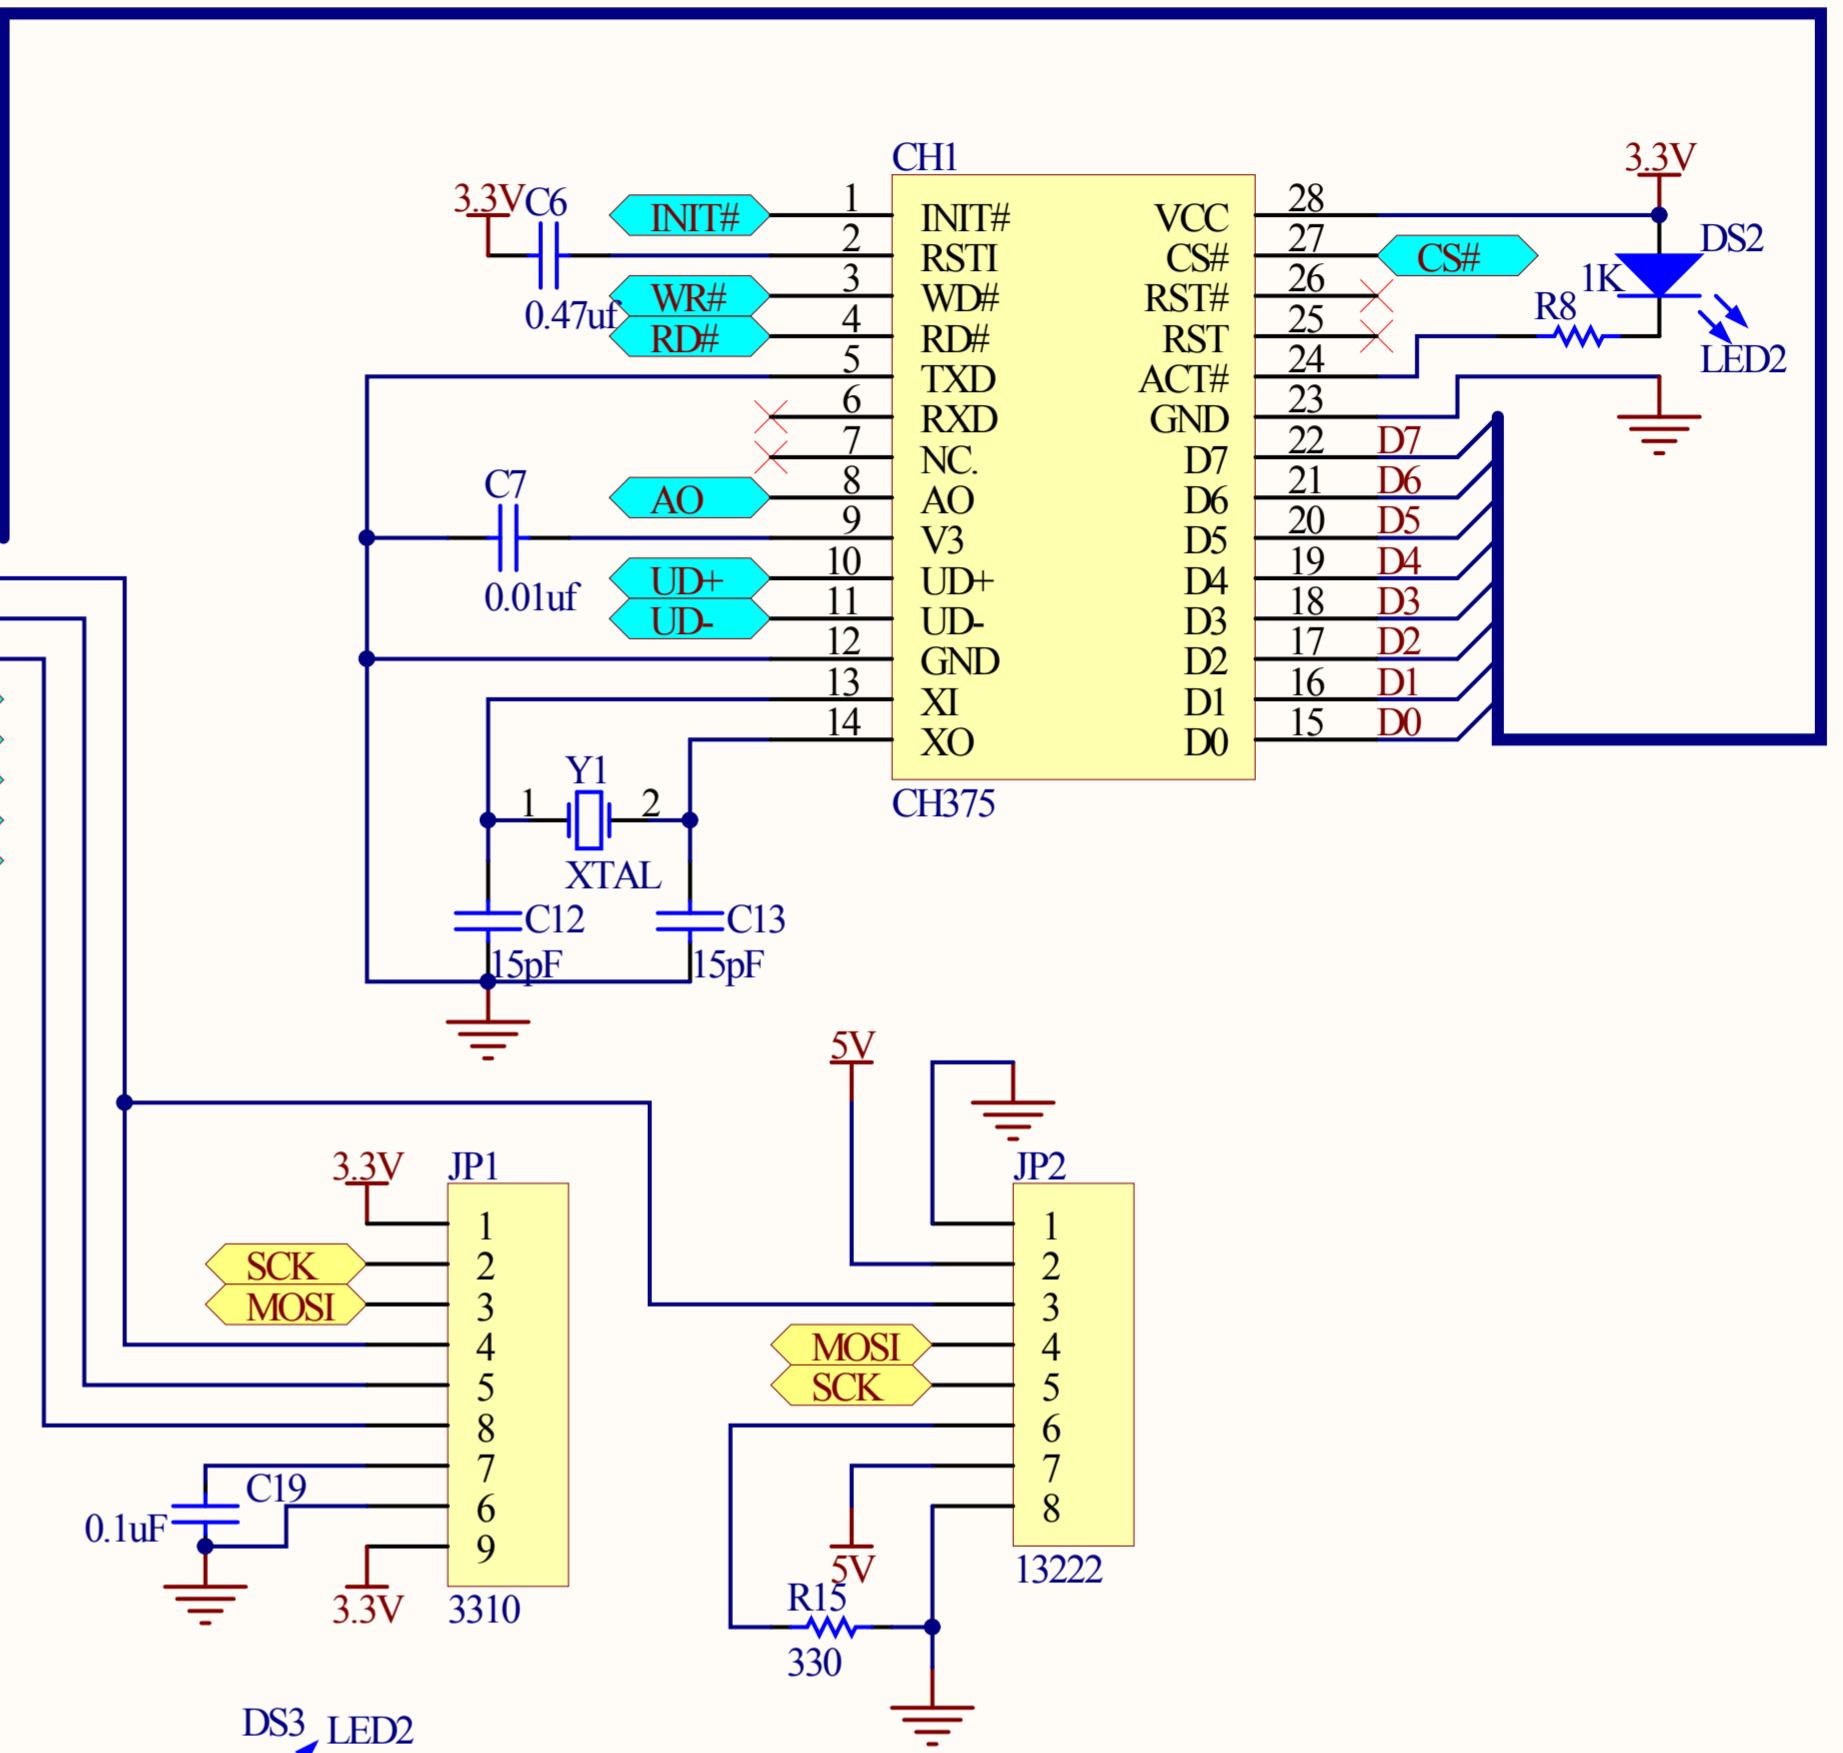 CH1
3.3V
3.3V C6
0.47uf
INIT# 1 INIT# VCC 28
2 RSTI CS# 27 CS#
WR# 3 WD# RST# 26
RD# 4 RD# RST 25
5 TXD ACT# 24
6 RXD GND 23
7 NC. D7 22 D7
AO 8 AO D6 21 D6
9 V3 D5 20 D5
UD+ 10 UD+ D4 19 D4
UD- 11 UD- D3 18 D3
12 GND D2 17 D2
13 XI D1 16 D1
14 XO D0 15 D0
DS2
1K
R8
LED2
C7
0.01uf
CH375
Y1
1 2
XTAL
C12 C13
15pF 15pF
5V
3.3V JP1 JP2
1
SCK 2
MOSI 3
4
5
8
7
6
9
C19
0.1uF
3.3V 3310
1
2
3
MOSI 4
SCK 5
6
7
8
5V
13222
R15
330
DS3 LED2